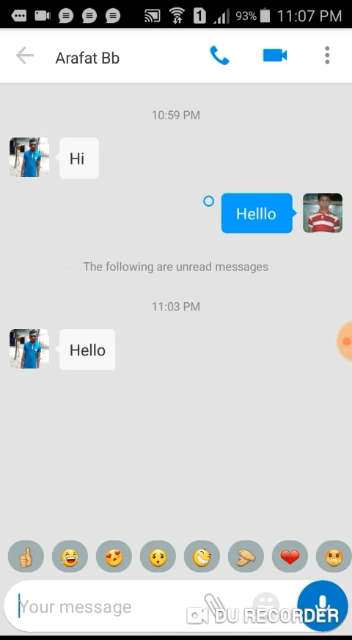 93% 11:07 PM
Arafat Bb
10:59 PM
Hi
Helllo
The following are unread messages
11:03 PM
Hello
Your message
DU RECORDER